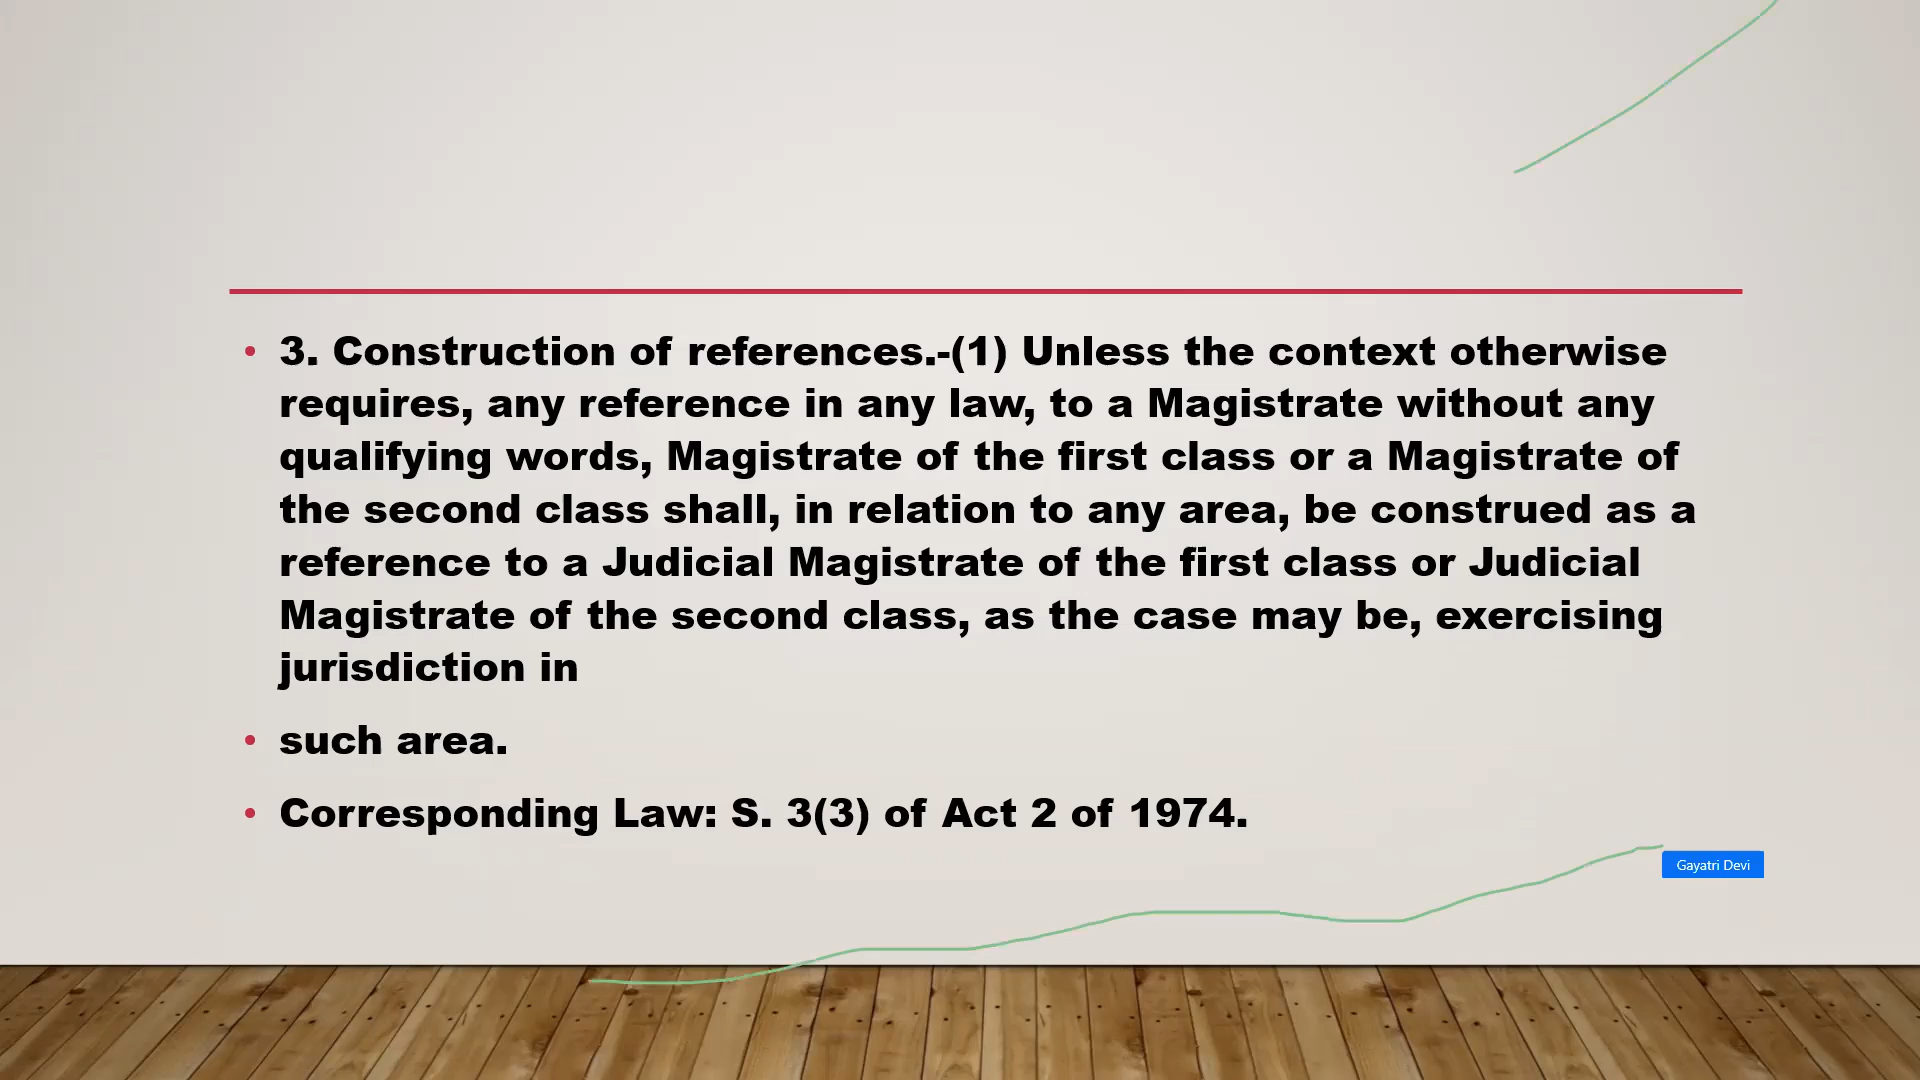 • 3. Construction of references.-(1) Unless the context otherwise
requires, any reference in any law, to a Magistrate without any
qualifying words, Magistrate of the first class or a Magistrate of
the second class shall, in relation to any area, be construed as a
reference to a Judicial Magistrate of the first class or Judicial
Magistrate of the second class, as the case may be, exercising
jurisdiction in
• such area.
• Corresponding Law: S. 3(3) of Act 2 of 1974.
Gayatri Devi